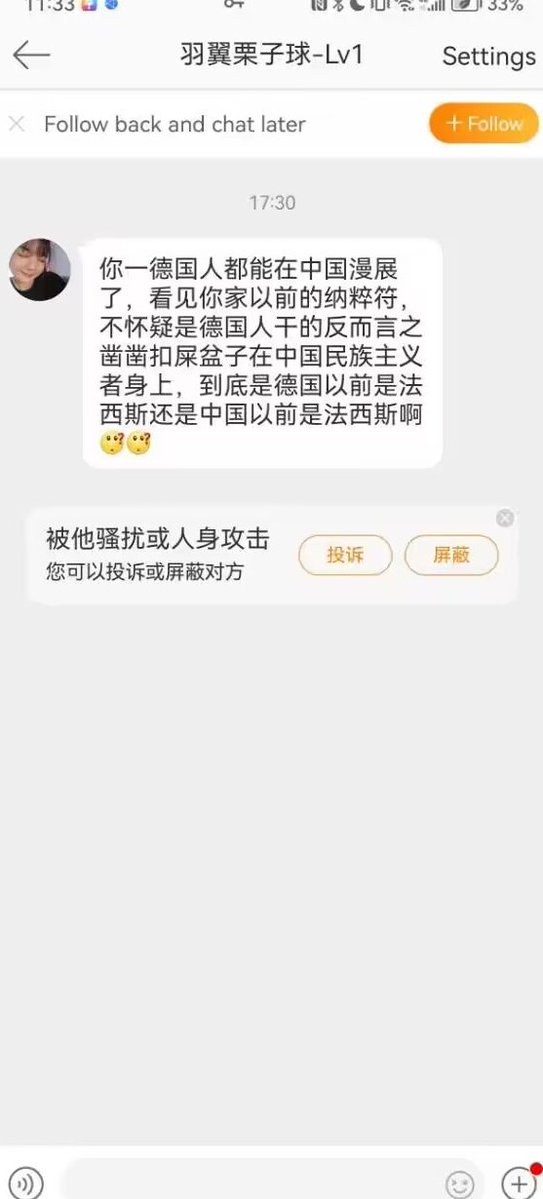 11:33
33%
羽翼栗子球-Lv1
Settings
Follow back and chat later
+ Follow
17:30
你一德国人都能在中国漫展
了，看见你家以前的纳粹符，
不怀疑是德国人干的反而言之
凿凿扣屎盆子在中国民族主义
者身上，到底是德国以前是法
西斯还是中国以前是法西斯啊
被他骚扰或人身攻击
您可以投诉或屏蔽对方
投诉
屏蔽